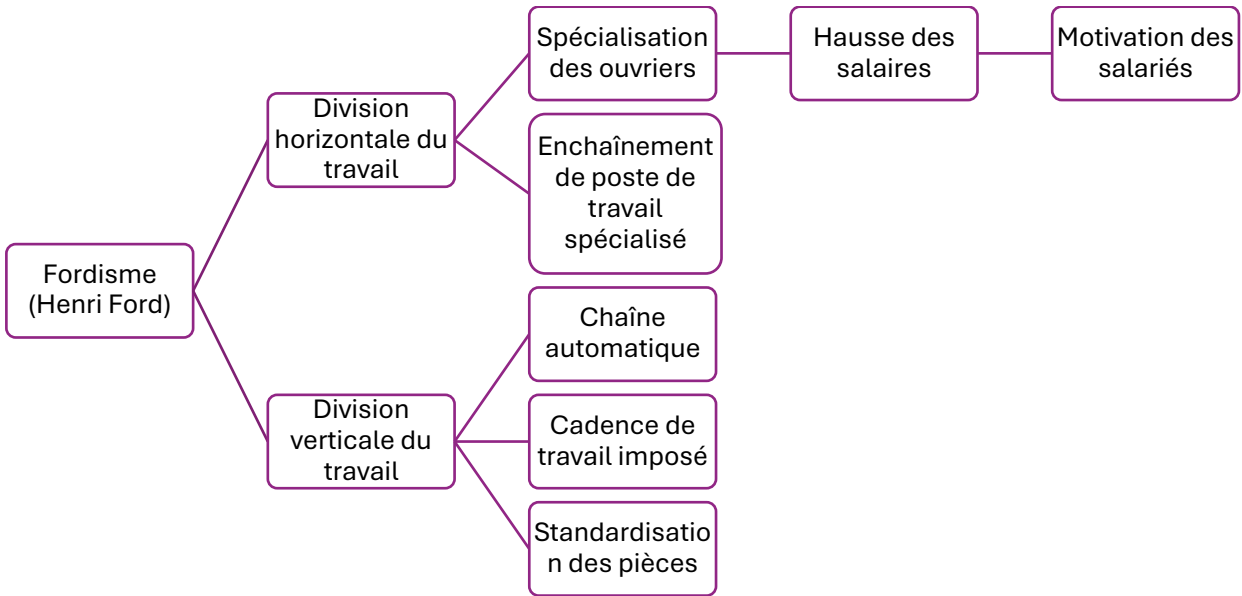 Spécialisation
des ouvriers
Hausse des
salaires
Motivation des
salariés
Division
horizontale du
travail
Enchaînement
de poste de
travail
spécialisé
Fordisme
(Henri Ford)
Chaîne
automatique
Division
verticale du
travail
Cadence de
travail imposé
Standardisatio
n des pièces